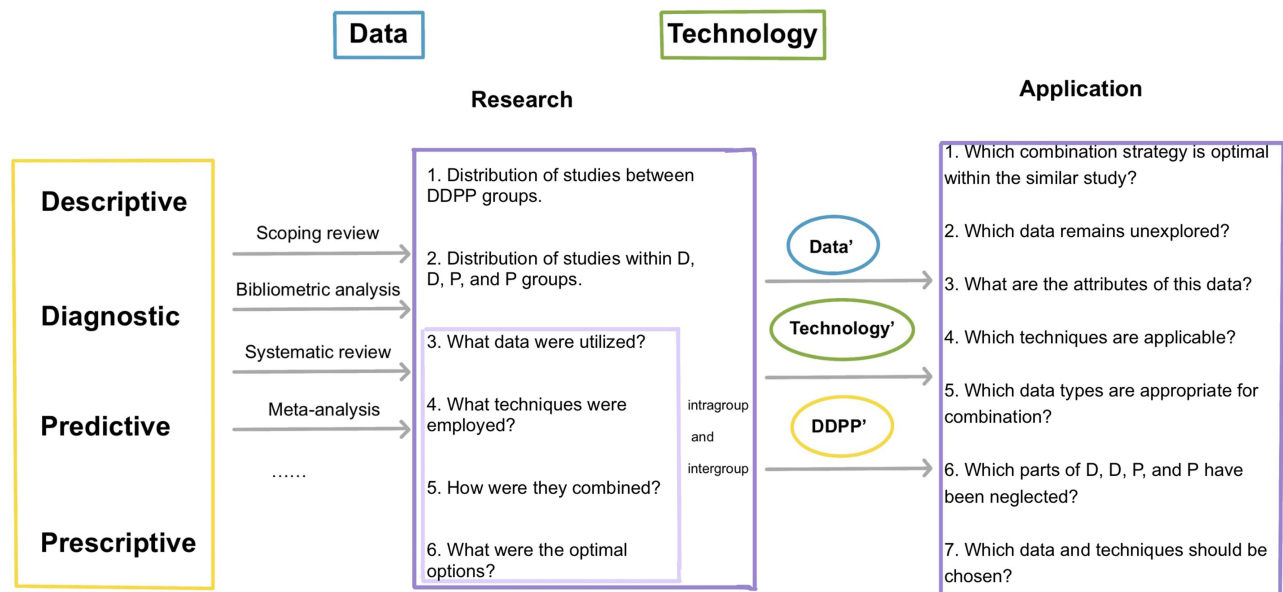 Data
Technology
Research
Application
Descriptive
Diagnostic
Predictive
Prescriptive
Scoping review
Bibliometric analysis
Systematic review
Meta-analysis
......
1. Distribution of studies between
DDPP groups.
2. Distribution of studies within D,
D, P, and P groups.
3. What data were utilized?
4. What techniques were
employed?
5. How were they combined?
6. What were the optimal
options?
intragroup
and
intergroup
Data’
Technology’
DDPP’
1. Which combination strategy is optimal
within the similar study?
2. Which data remains unexplored?
3. What are the attributes of this data?
4. Which techniques are applicable?
5. Which data types are appropriate for
combination?
6. Which parts of D, D, P, and P have
been neglected?
7. Which data and techniques should be
chosen?